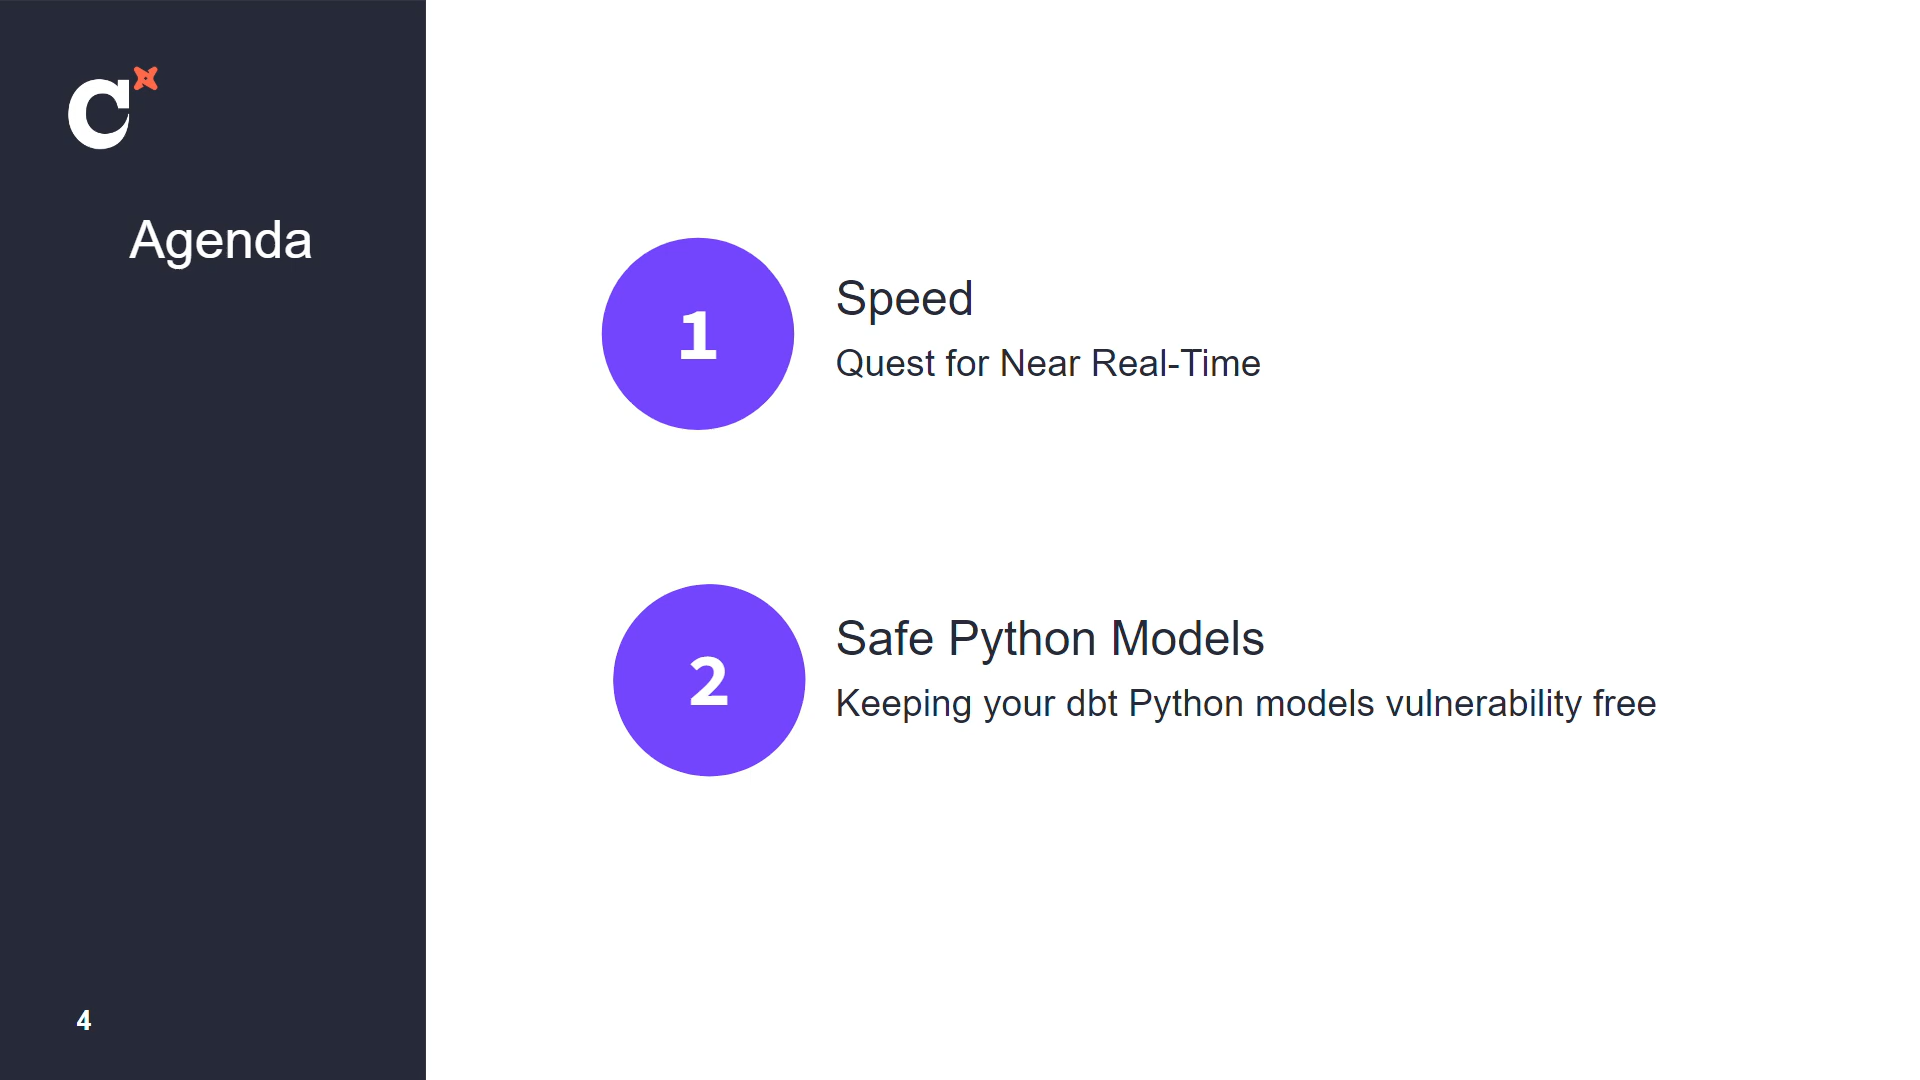 Agenda
1
Speed
Quest for Near Real-Time
2
Safe Python Models
Keeping your dbt Python models vulnerability free
4